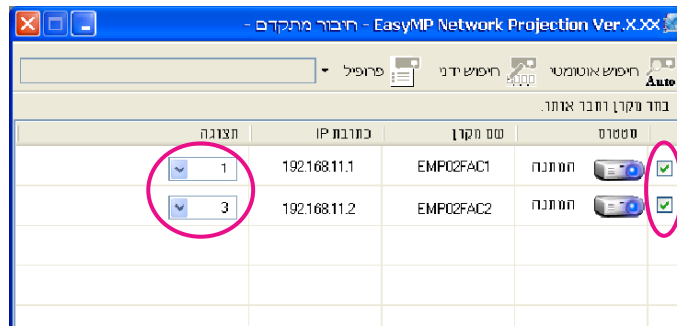 EasyMP Network Projection Ver.X.XX - חיבור מתקדם -
Auto חיפוש אוטומטי חיפוש ידני פרופיל
בחר מקרן וחבר אותו.
סטטוס שם מקרן כתובת IP תצוגה
המתנה EMP02FAC1 192.168.11.1 1
המתנה EMP02FAC2 192.168.11.2 3